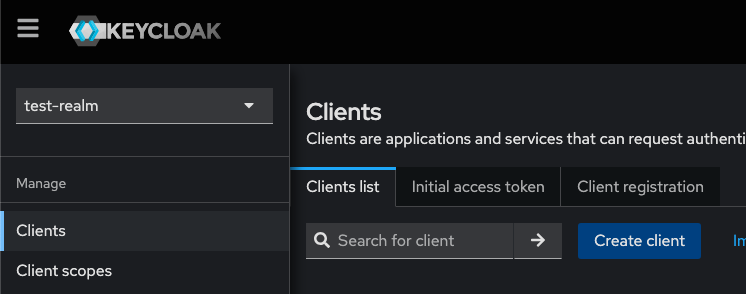 KEYCLOAK
test-realm
Manage
Clients
Client scopes
Clients
Clients are applications and services that can request authenti
Clients list Initial access token Client registration
Search for client Create client Im